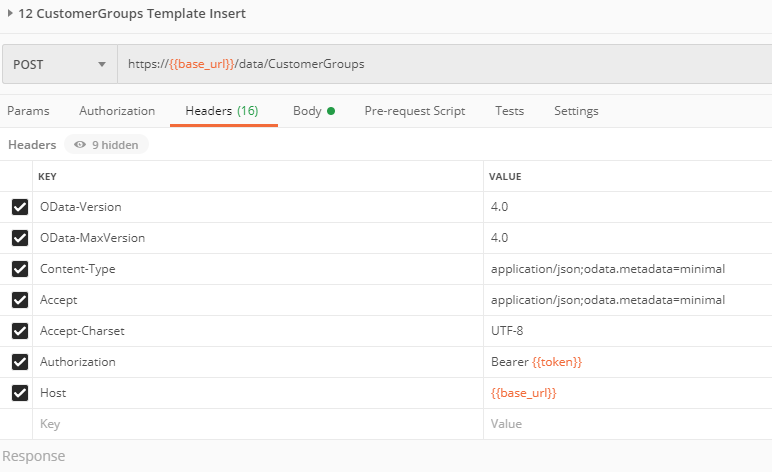 12 CustomerGroups Template Insert
POST https://{{base_url}}/data/CustomerGroups
Params Authorization Headers (16) Body Pre-request Script Tests Settings
Headers 9 hidden
KEY VALUE
OData-Version 4.0
OData-MaxVersion 4.0
Content-Type application/json;odata.metadata=minimal
Accept application/json;odata.metadata=minimal
Accept-Charset UTF-8
Authorization Bearer {{token}}
Host {{base_url}}
Key Value
Response